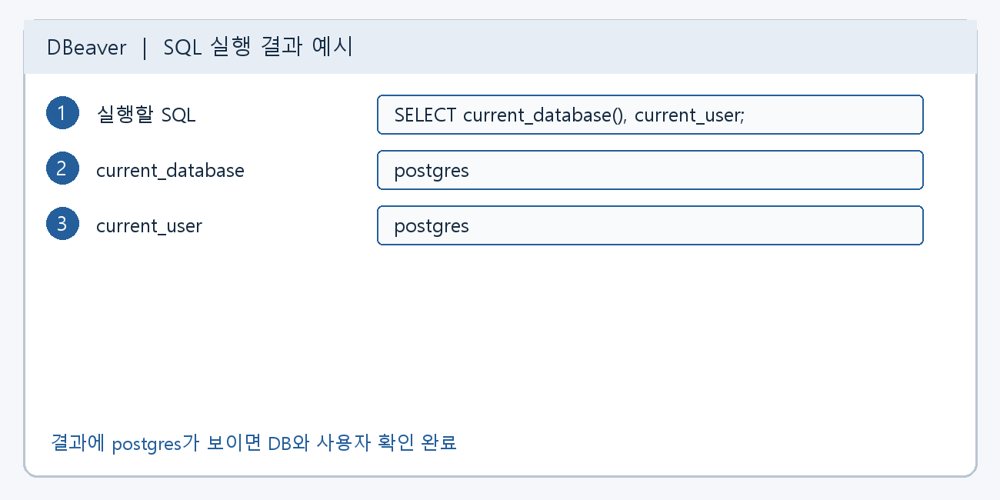 DBeaver | SQL 실행 결과 예시
1 실행할 SQL SELECT current_database(), current_user;
2 current_database postgres
3 current_user postgres
결과에 postgres가 보이면 DB와 사용자 확인 완료